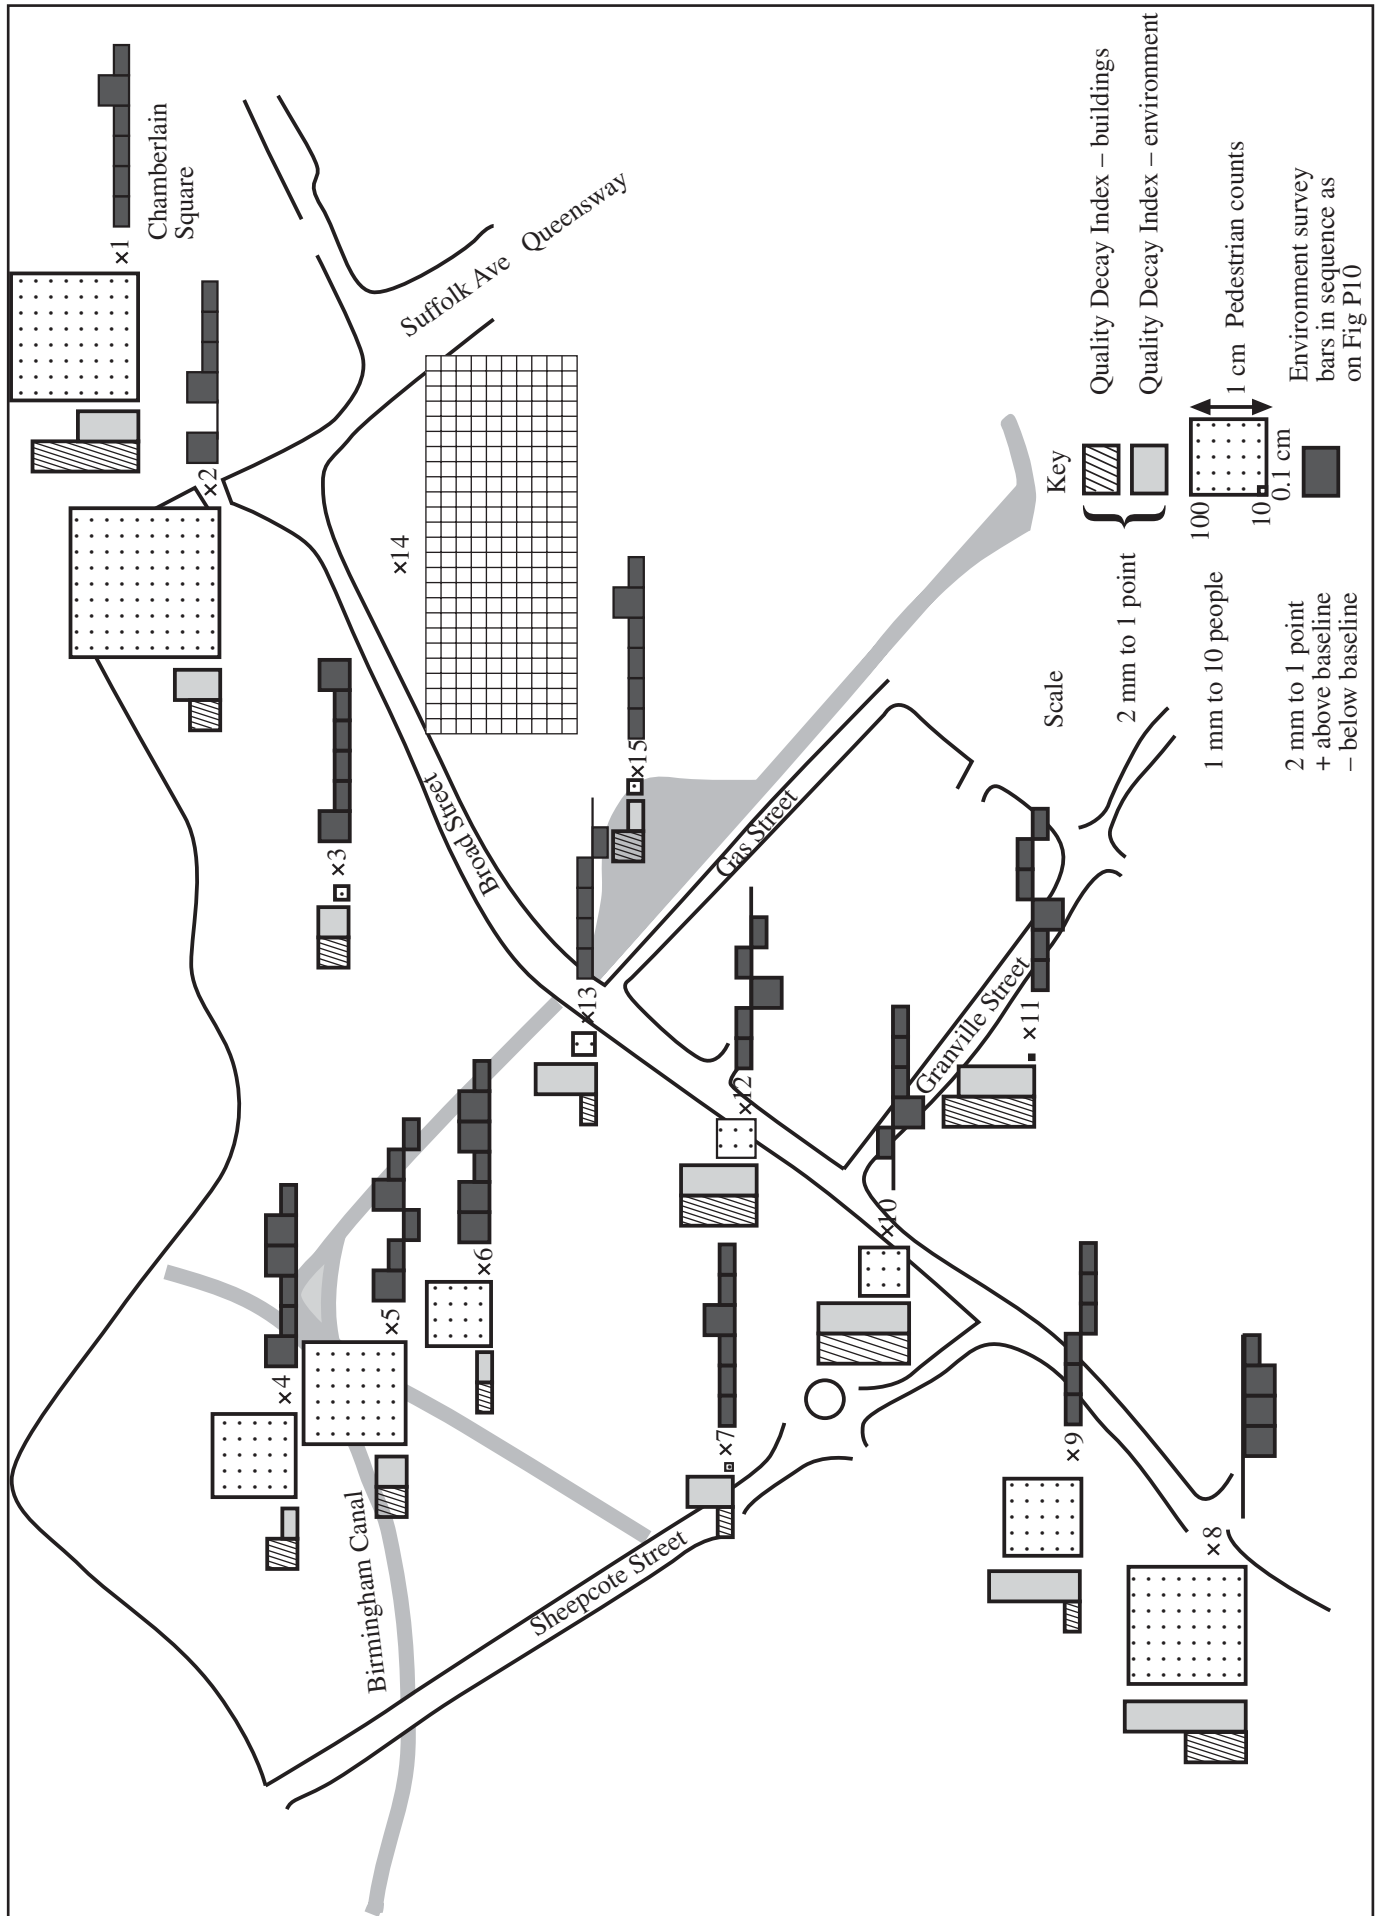 ×1
Chamberlain
Square
×2
Suffolk Ave
Queensway
×3
×14
Broad Street
×15
×4
×5
×6
×13
Gas Street
Birmingham Canal
×12
×7
Sheepcote Street
×10
Granville Street
×11
×9
×8
Key
Quality Decay Index – buildings
Quality Decay Index – environment
100
10
1 cm
Pedestrian counts
0.1 cm
Environment survey
bars in sequence as
on Fig P10
Scale
2 mm to 1 point
1 mm to 10 people
2 mm to 1 point
+ above baseline
– below baseline